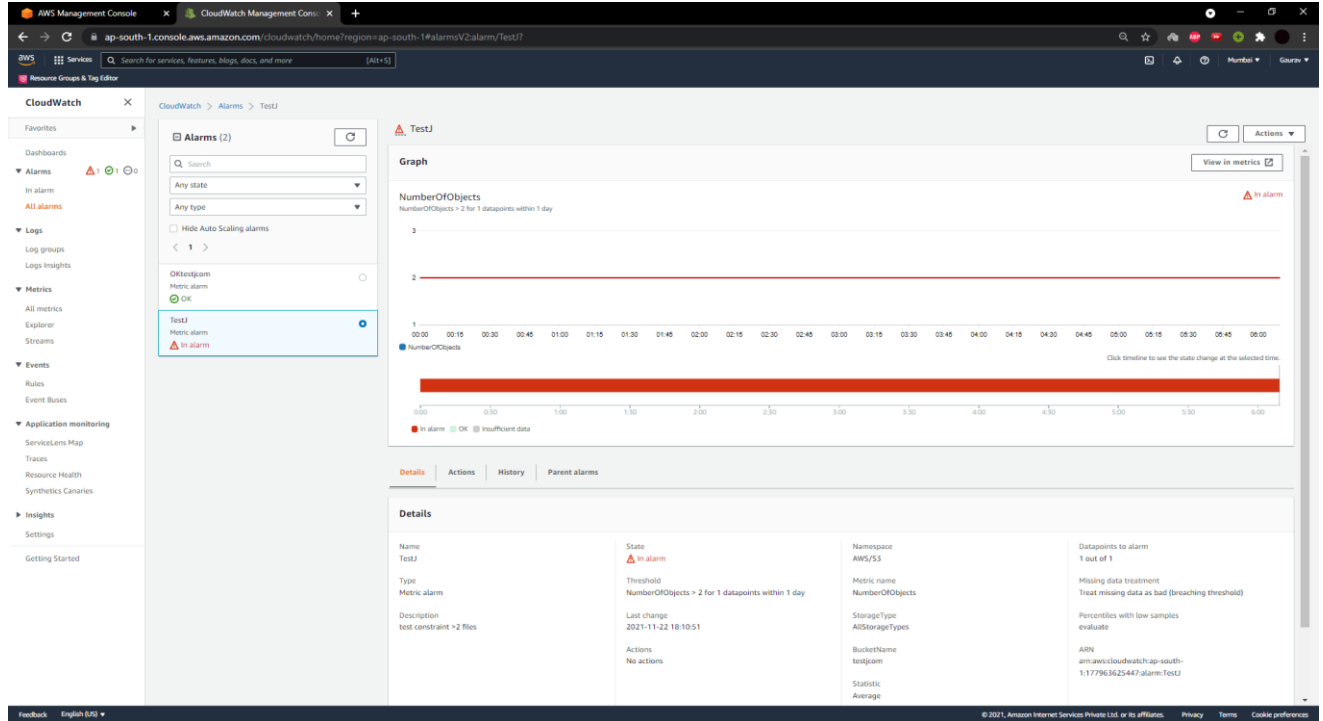 AWS Management Console
CloudWatch Management Conso
ap-south-1.console.aws.amazon.com/cloudwatch/home?region=ap-south-1#alarmsV2:alarm/TestJ?
ABP
aws
Services
Search for services, features, blogs, docs, and more
[Alt+S]
Mumbai
Gaurav
Resource Groups & Tag Editor
CloudWatch
Favorites
Dashboards
Alarms
1
1
0
In alarm
All alarms
Logs
Log groups
Logs Insights
Metrics
All metrics
Explorer
Streams
Events
Rules
Event Buses
Application monitoring
ServiceLens Map
Traces
Resource Health
Synthetics Canaries
Insights
Settings
Getting Started
CloudWatch > Alarms > TestJ
Alarms (2)
Search
Any state
Any type
Hide Auto Scaling alarms
< 1 >
OKtestjcom
Metric alarm
OK
TestJ
Metric alarm
In alarm
TestJ
Actions
Graph
View in metrics
NumberOfObjects
In alarm
NumberOfObjects > 2 for 1 datapoints within 1 day
3
2
1
00:00 00:15 00:30 00:45 01:00 01:15 01:30 01:45 02:00 02:15 02:30 02:45 03:00 03:15 03:30 03:45 04:00 04:15 04:30 04:45 05:00 05:15 05:30 05:45 06:00
NumberOfObjects
Click timeline to see the state change at the selected time.
0:00 0:30 1:00 1:30 2:00 2:30 3:00 3:30 4:00 4:30 5:00 5:30 6:00
In alarm OK Insufficient data
Details
Actions
History
Parent alarms
Details
Name
TestJ
Type
Metric alarm
Description
test constraint >2 files
State
In alarm
Threshold
NumberOfObjects > 2 for 1 datapoints within 1 day
Last change
2021-11-22 18:10:51
Actions
No actions
Namespace
AWS/S3
Metric name
NumberOfObjects
StorageType
AllStorageTypes
BucketName
testjcom
Statistic
Average
Datapoints to alarm
1 out of 1
Missing data treatment
Treat missing data as bad (breaching threshold)
Percentiles with low samples
evaluate
ARN
arn:aws:cloudwatch:ap-south-
1:177963625447:alarm:TestJ
Feedback
English (US)
© 2021, Amazon Internet Services Private Ltd. or its affiliates.
Privacy
Terms
Cookie preferences